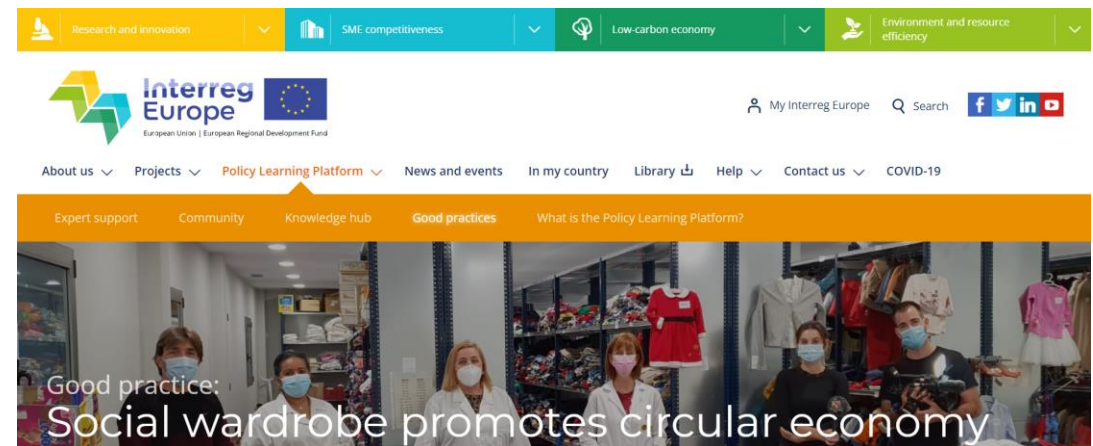 Research and innovation
SME competitiveness
Low-carbon economy
Environment and resource
efficiency
Interreg
Europe
European Union | European Regional Development Fund
My Interreg Europe
Search
f
in
About us
Projects
Policy Learning Platform
News and events
In my country
Library
Help
Contact us
COVID-19
Expert support
Community
Knowledge hub
Good practices
What is the Policy Learning Platform?
Good practice:
Social wardrobe promotes circular economy